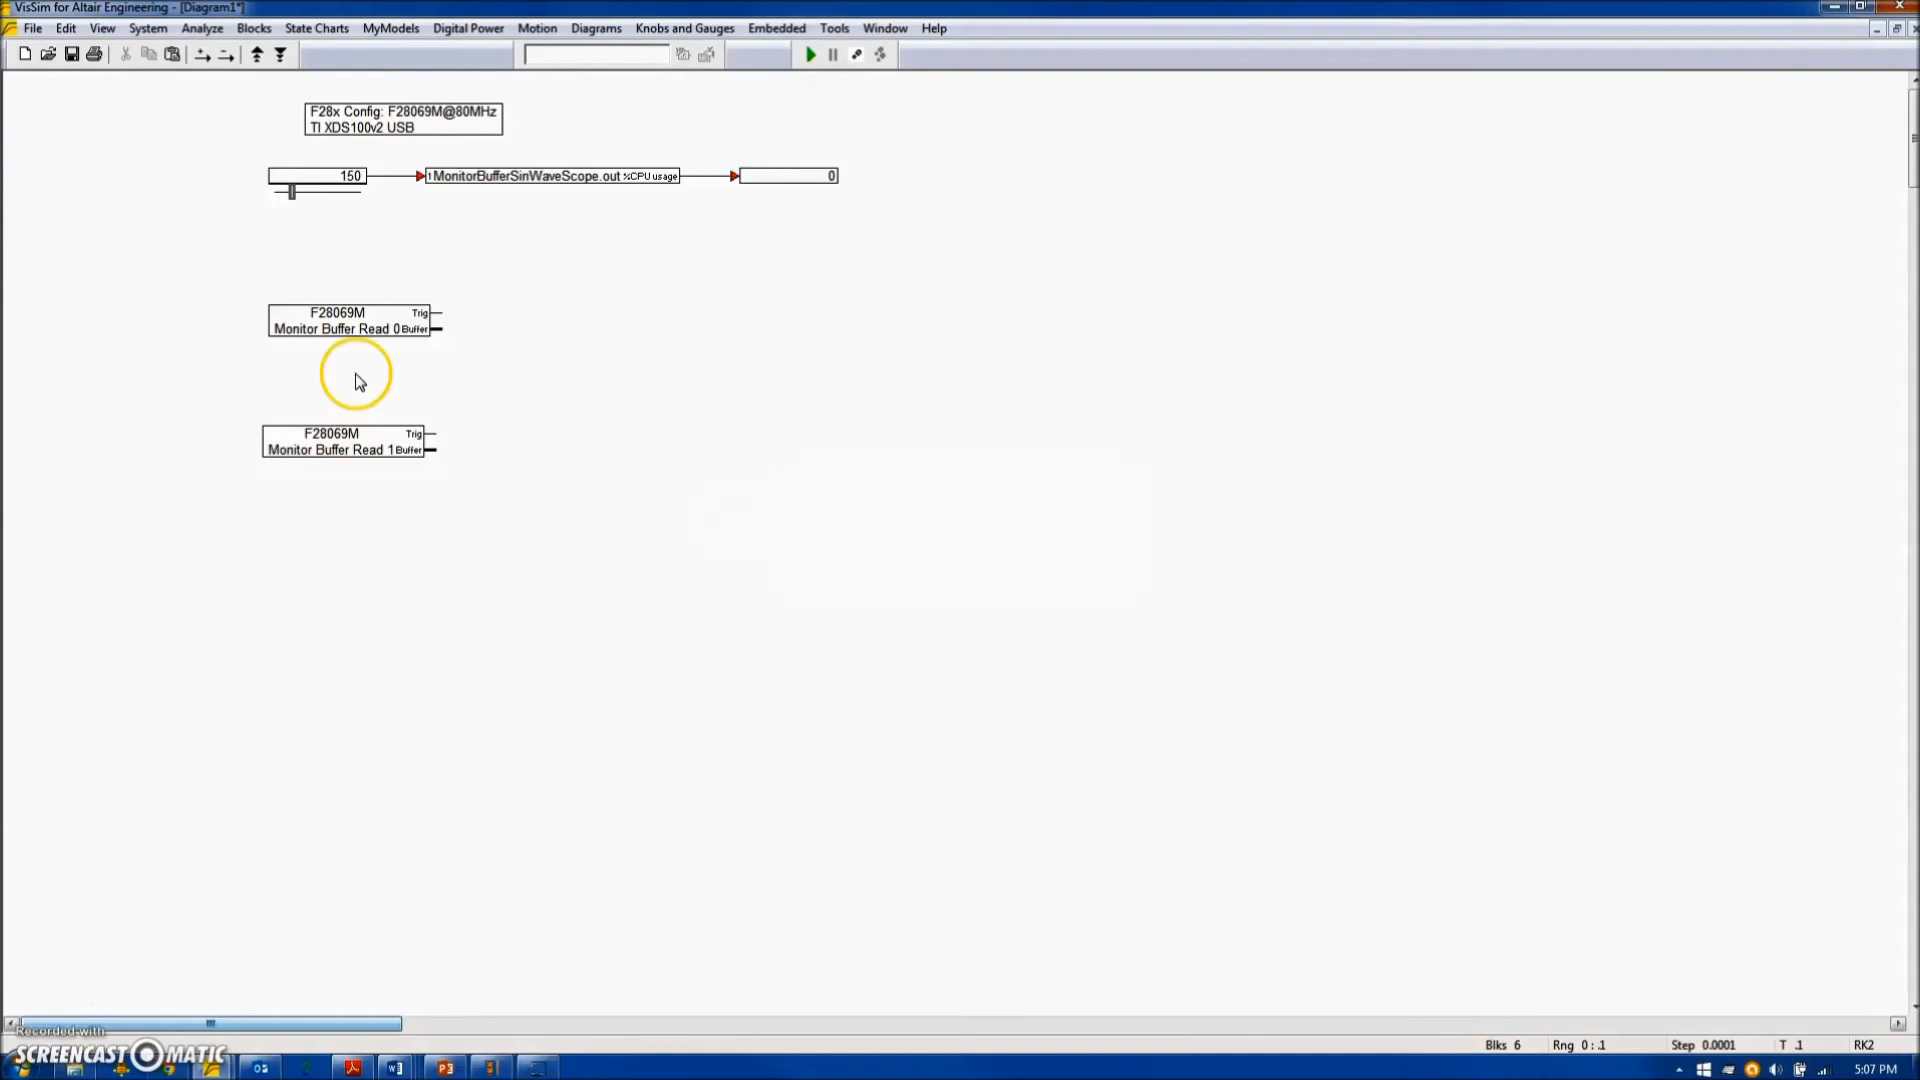 VisSim for Altair Engineering - [Diagram1*]
File Edit View System Analyze Blocks State Charts MyModels Digital Power Motion Diagrams Knobs and Gauges Embedded Tools Window Help
F28x Config: F28069M@80MHz
TI XDS100v2 USB
150
1 MonitorBufferSinWaveScope.out %CPU usage
0
F28069M Trig
Monitor Buffer Read 0 Buffer
F28069M Trig
Monitor Buffer Read 1 Buffer
Recorded with
SCREENCAST-O-MATIC
Blks 6 Rng 0:.1 Step 0.0001 T .1 RK2
5:07 PM